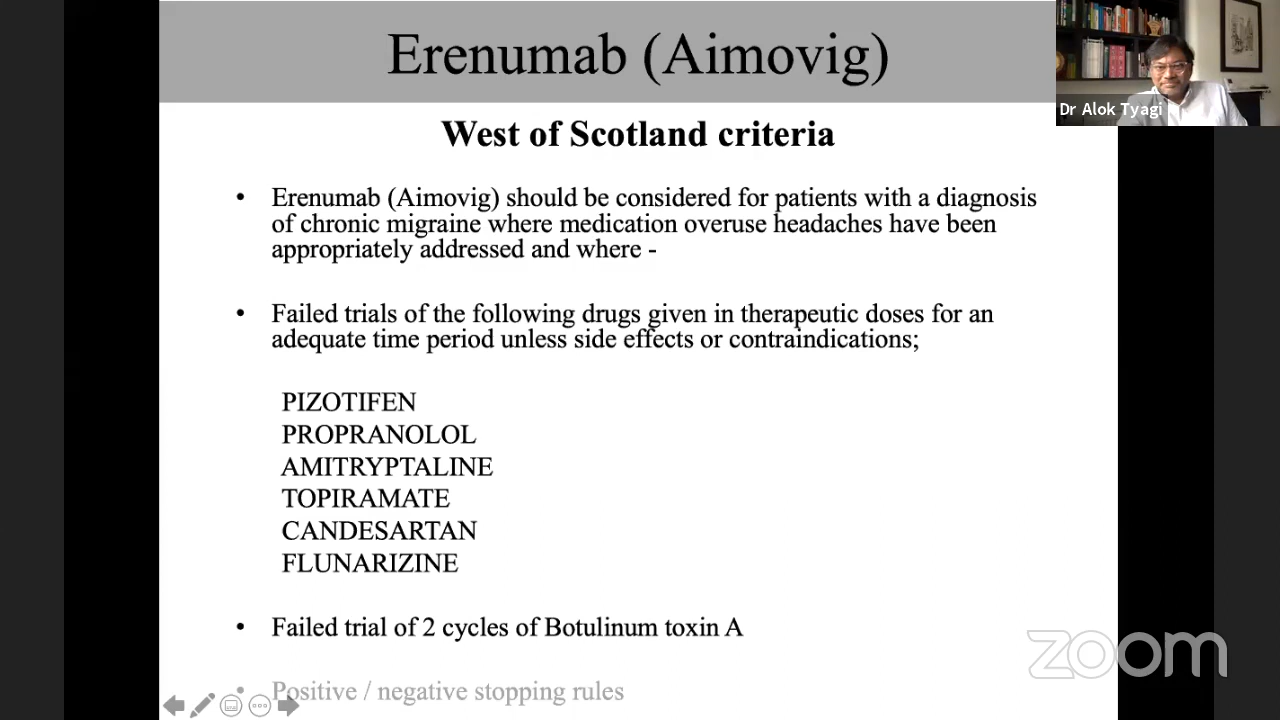 Erenumab (Aimovig)
Dr Alok Tyagi
West of Scotland criteria
• Erenumab (Aimovig) should be considered for patients with a diagnosis
of chronic migraine where medication overuse headaches have been
appropriately addressed and where -
• Failed trials of the following drugs given in therapeutic doses for an
adequate time period unless side effects or contraindications;
PIZOTIFEN
PROPRANOLOL
AMITRYPTALINE
TOPIRAMATE
CANDESARTAN
FLUNARIZINE
• Failed trial of 2 cycles of Botulinum toxin A
zoom
• Positive / negative stopping rules